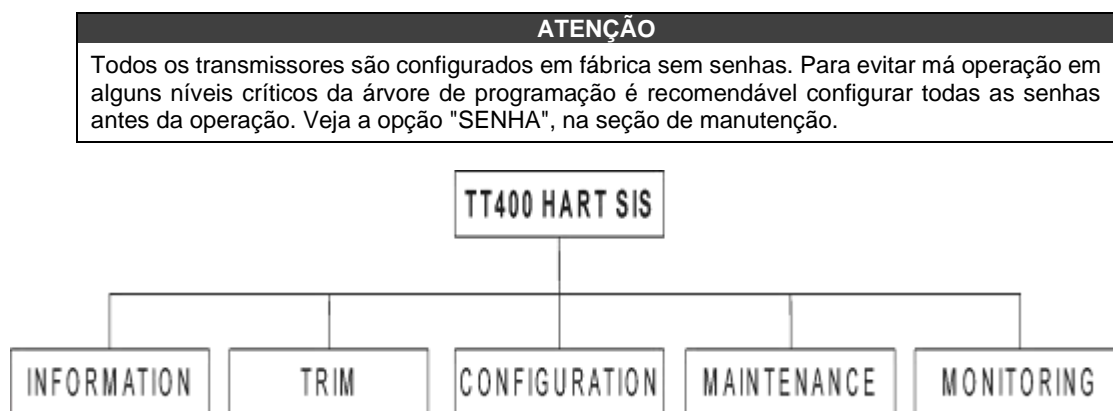 ATENÇÃO
Todos os transmissores são configurados em fábrica sem senhas. Para evitar má operação em
alguns níveis críticos da árvore de programação é recomendável configurar todas as senhas
antes da operação. Veja a opção "SENHA", na seção de manutenção.
TT400 HART SIS
INFORMATION TRIM CONFIGURATION MAINTENANCE MONITORING